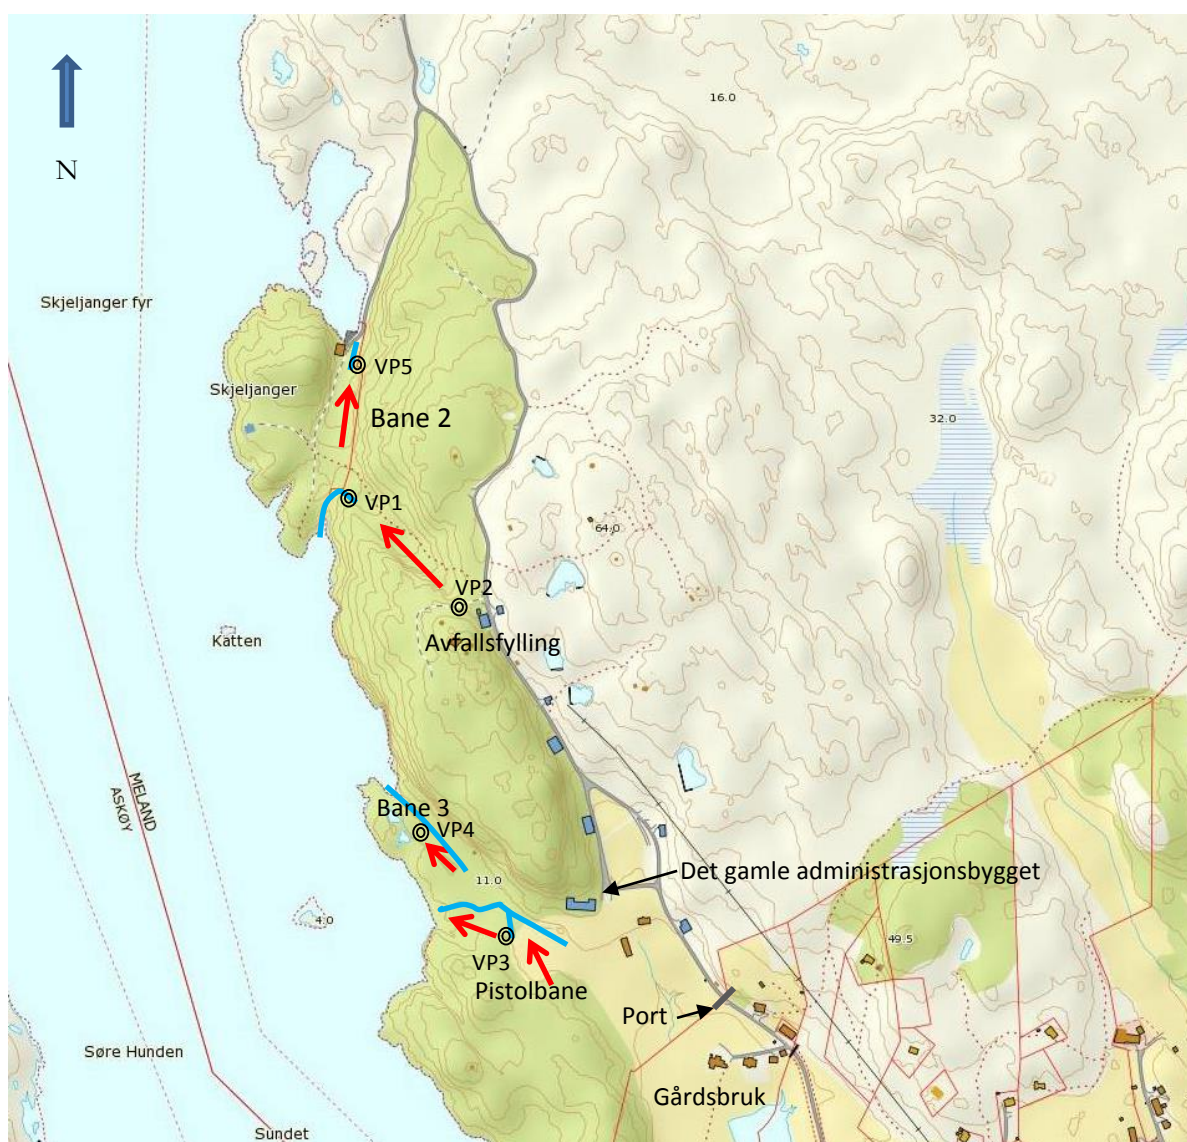 16.0
N
Skjeljanger fyr
VP5
Skjeljanger
Bane 2
32.0
VP1
64.0
VP2
Katten
Avfallsfylling
MELAND
ASKØY
Bane 3
VP4
Det gamle administrasjonsbygget
11.0
4.0
49.5
VP3
Pistolbane
Port
Søre Hunden
Gårdsbruk
Sundet